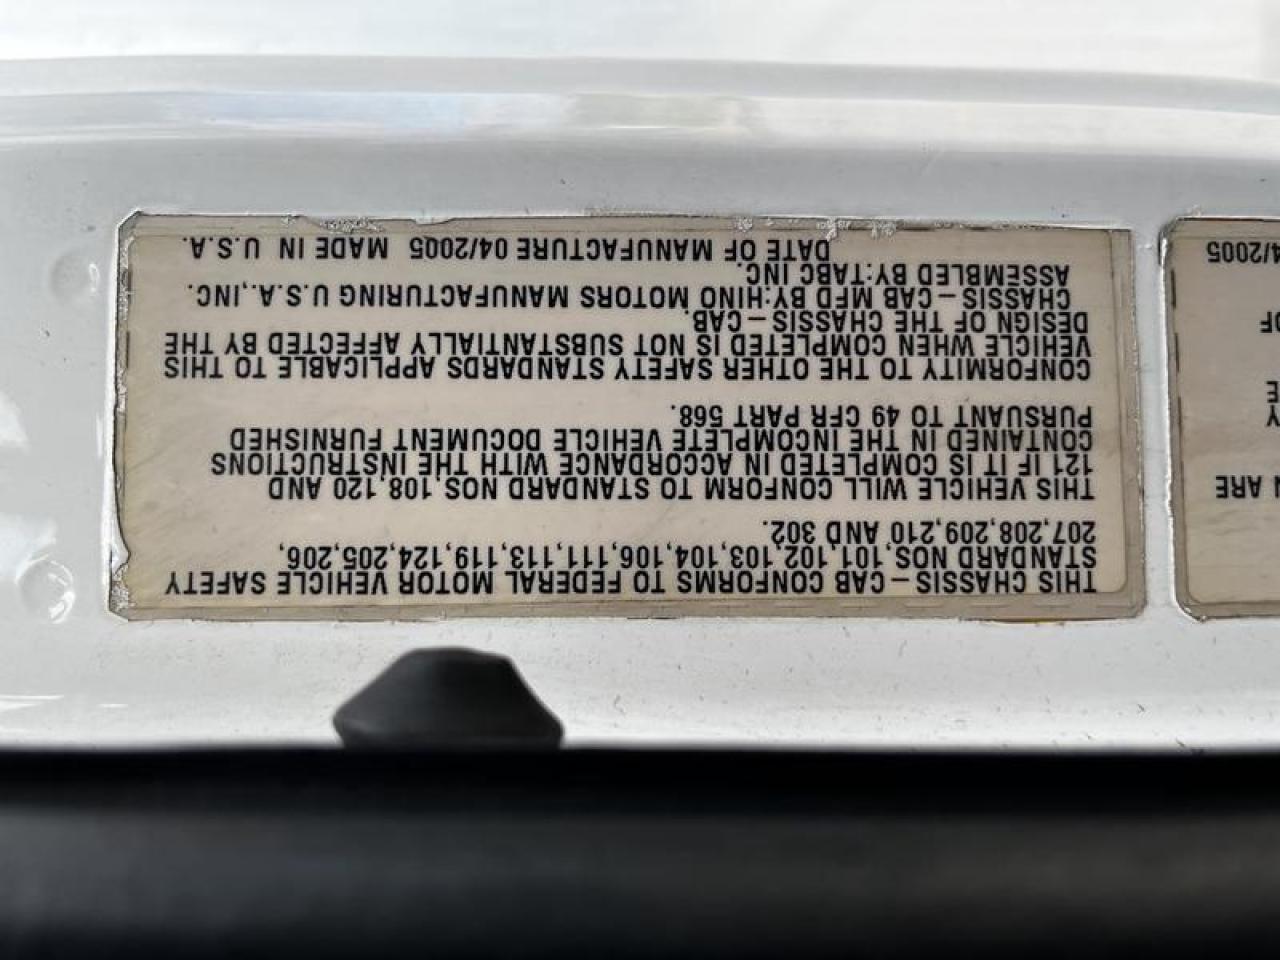 THIS CHASSIS-CAB CONFORMS TO FEDERAL MOTOR VEHICLE SAFETY
STANDARD NOS,101,102,103,104,106,111,113,119,124,205,206,
207,208,209,210 AND 302.
THIS VEHICLE WILL CONFORM TO STANDARD NOS,108,120 AND
121 IF IT IS COMPLETED IN ACCORDANCE WITH THE INSTRUCTIONS
CONTAINED IN THE INCOMPLETE VEHICLE DOCUMENT FURNISHED
PURSUANT TO 49 CFR PART 568.
CONFORMITY TO THE OTHER SAFETY STANDARDS APPLICABLE TO THIS
VEHICLE WHEN COMPLETED IS NOT SUBSTANTIALLY AFFECTED BY THE
DESIGN OF THE CHASSIS-CAB.
CHASSIS-CAB MFD BY:HINO MOTORS MANUFACTURING U.S.A.,INC.
ASSEMBLED BY:TABC INC.
DATE OF MANUFACTURE 04/2005 MADE IN U.S.A.
ARE
OF
4/2005